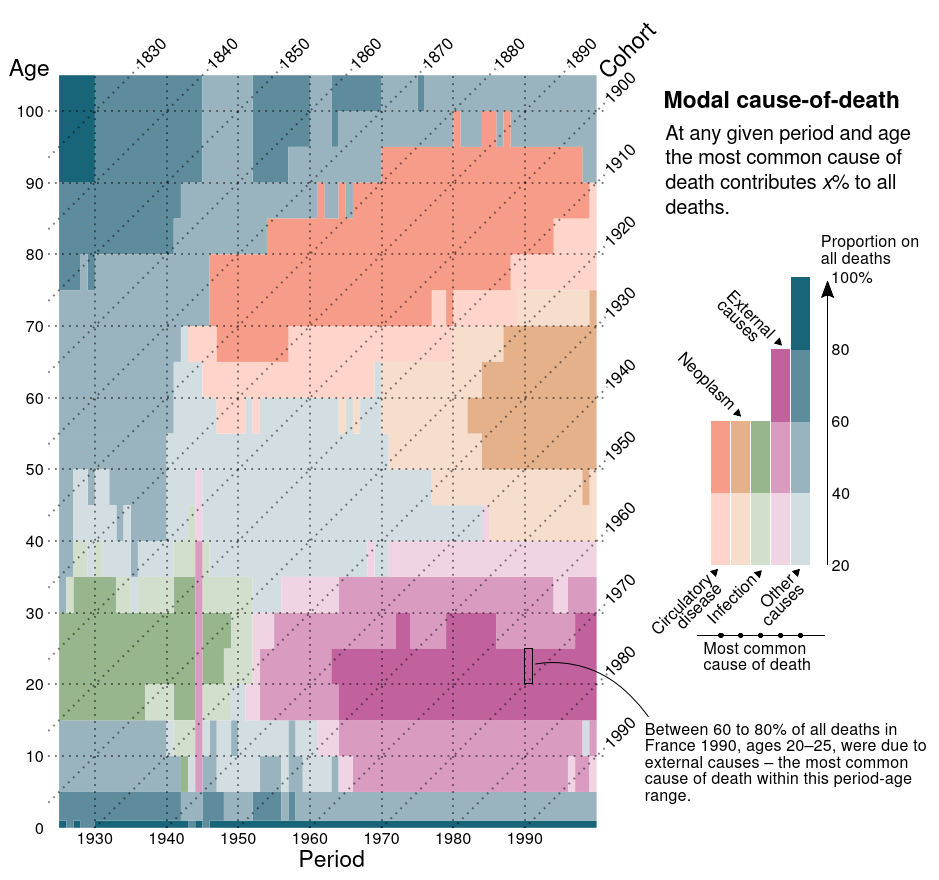 Age
Cohort
1830
1840
1850
1860
1870
1880
1890
1900
1910
1920
1930
1940
1950
1960
1970
1980
1990
100
90
80
70
60
50
40
30
20
10
0
1930
1940
1950
1960
1970
1980
1990
Period
Modal cause-of-death
At any given period and age
the most common cause of
death contributes x% to all
deaths.
Proportion on
all deaths
100%
80
60
40
20
External
causes
Neoplasm
Circulatory
disease
Infection
Other
causes
Most common
cause of death
Between 60 to 80% of all deaths in
France 1990, ages 20–25, were due to
external causes – the most common
cause of death within this period-age
range.